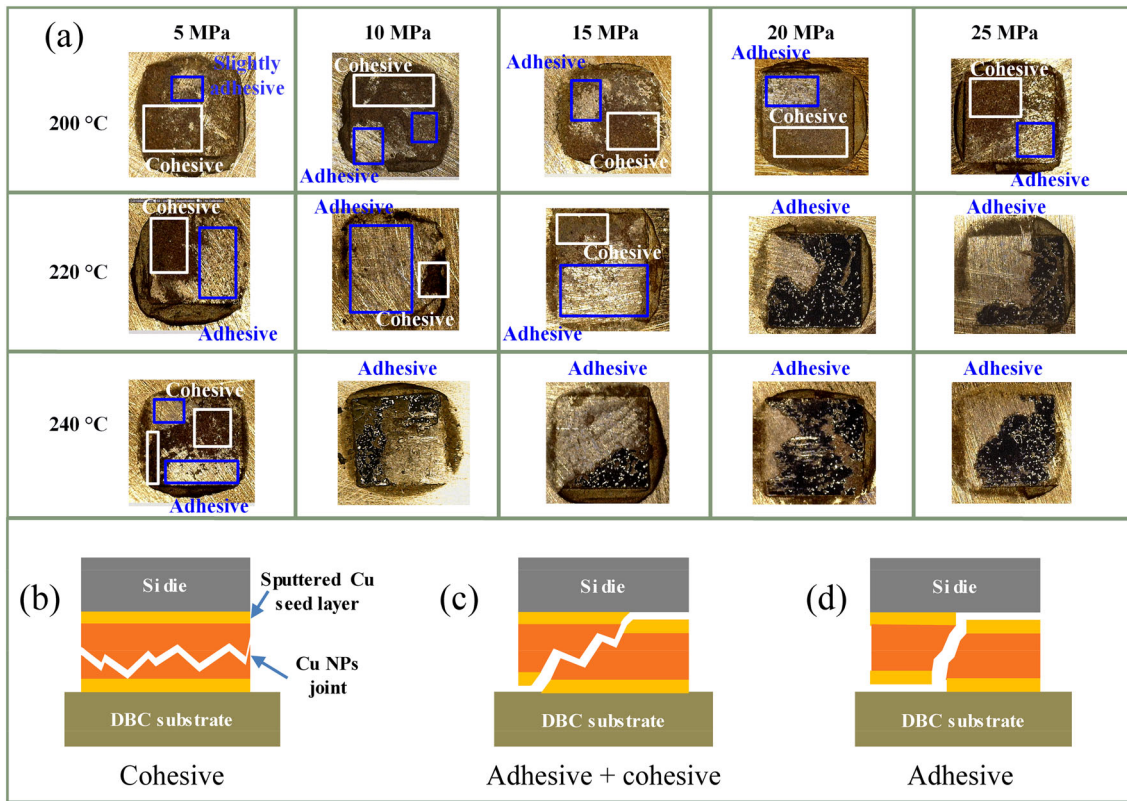 (a)
5 MPa
10 MPa
15 MPa
20 MPa
25 MPa
200 °C
Slightly
adhesive
Cohesive
Cohesive
Adhesive
Adhesive
Cohesive
Adhesive
Cohesive
Cohesive
Adhesive
220 °C
Cohesive
Adhesive
Adhesive
Cohesive
Cohesive
Adhesive
Adhesive
Adhesive
240 °C
Cohesive
Adhesive
Adhesive
Adhesive
Adhesive
Adhesive
(b)
Si die
Sputtered Cu
seed layer
Cu NPs
joint
DBC substrate
Cohesive
(c)
Si die
DBC substrate
Adhesive + cohesive
(d)
Si die
DBC substrate
Adhesive